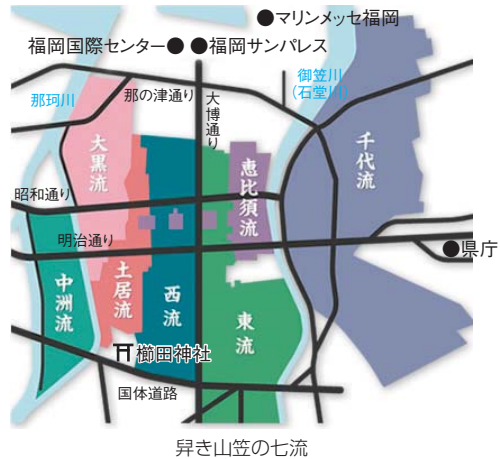 ●マリンメッセ福岡
福岡国際センター● ●福岡サンパレス
御笠川
(石堂川)
那珂川
那の津通り
大博通り
大黒流
恵比須流
千代流
昭和通り
明治通り
●県庁
中洲流
土居流
西流
東流
櫛田神社
国体道路
舁き山笠の七流